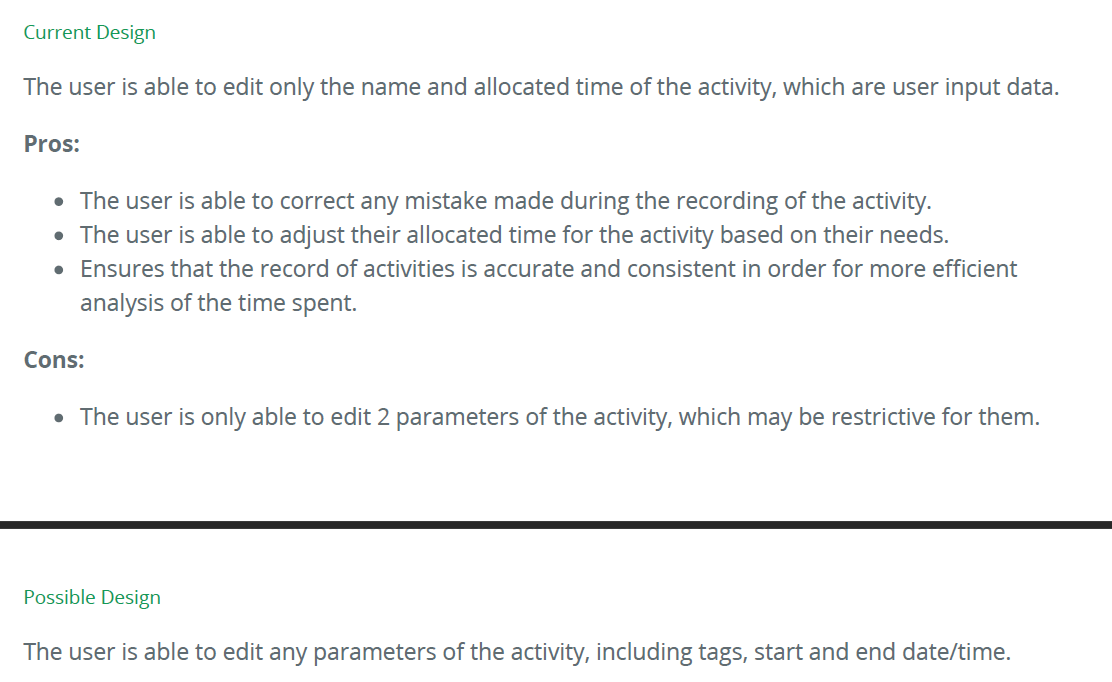 Current Design
The user is able to edit only the name and allocated time of the activity, which are user input data.
Pros:
The user is able to correct any mistake made during the recording of the activity.
The user is able to adjust their allocated time for the activity based on their needs.
Ensures that the record of activities is accurate and consistent in order for more efficient
analysis of the time spent.
Cons:
The user is only able to edit 2 parameters of the activity, which may be restrictive for them.
Possible Design
The user is able to edit any parameters of the activity, including tags, start and end date/time.